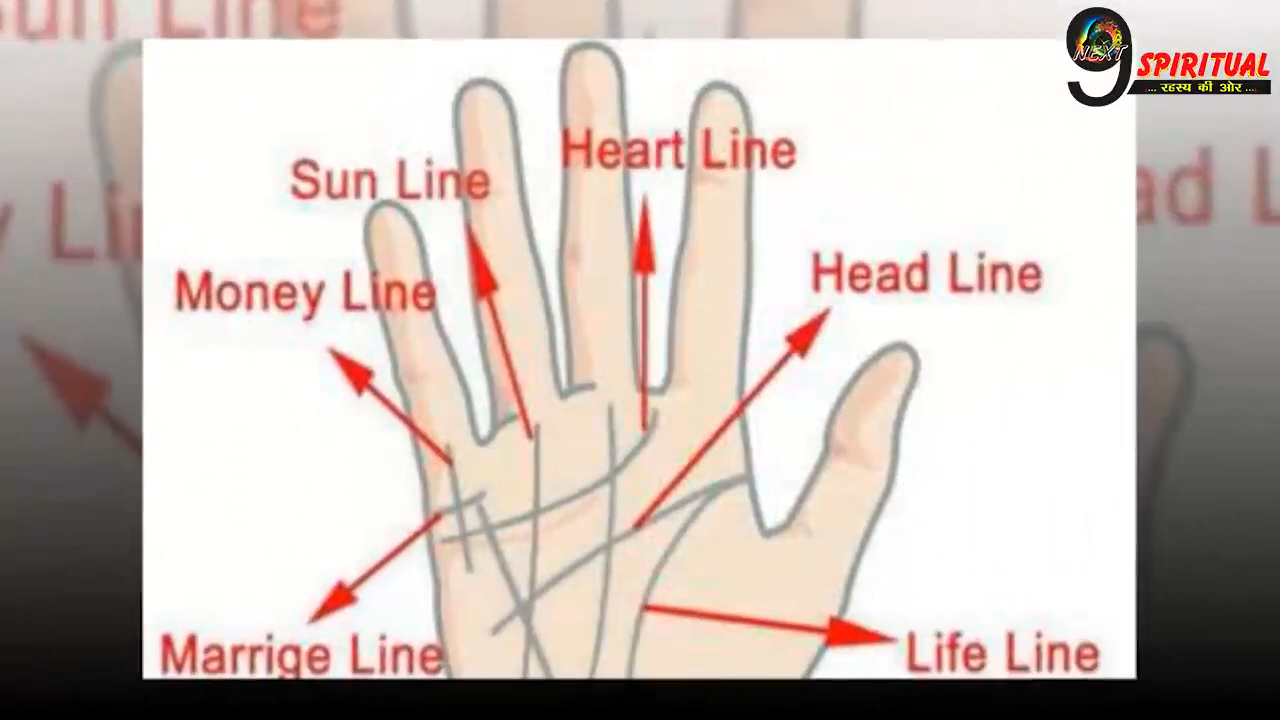 9
NEXT
SPIRITUAL
... रहस्य की ओर ...
Heart Line
Sun Line
Head Line
Money Line
Marrige Line
Life Line